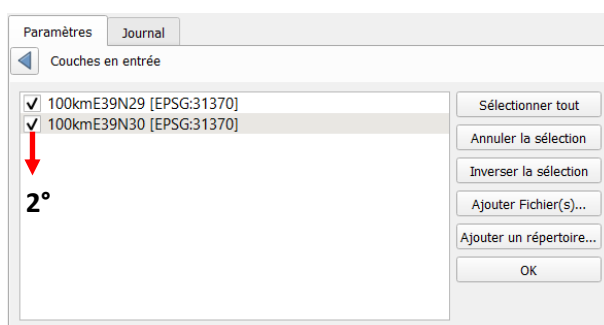 Paramètres
Journal
Couches en entrée
100kmE39N29 [EPSG:31370]
100kmE39N30 [EPSG:31370]
2°
Sélectionner tout
Annuler la sélection
Inverser la sélection
Ajouter Fichier(s)...
Ajouter un répertoire...
OK